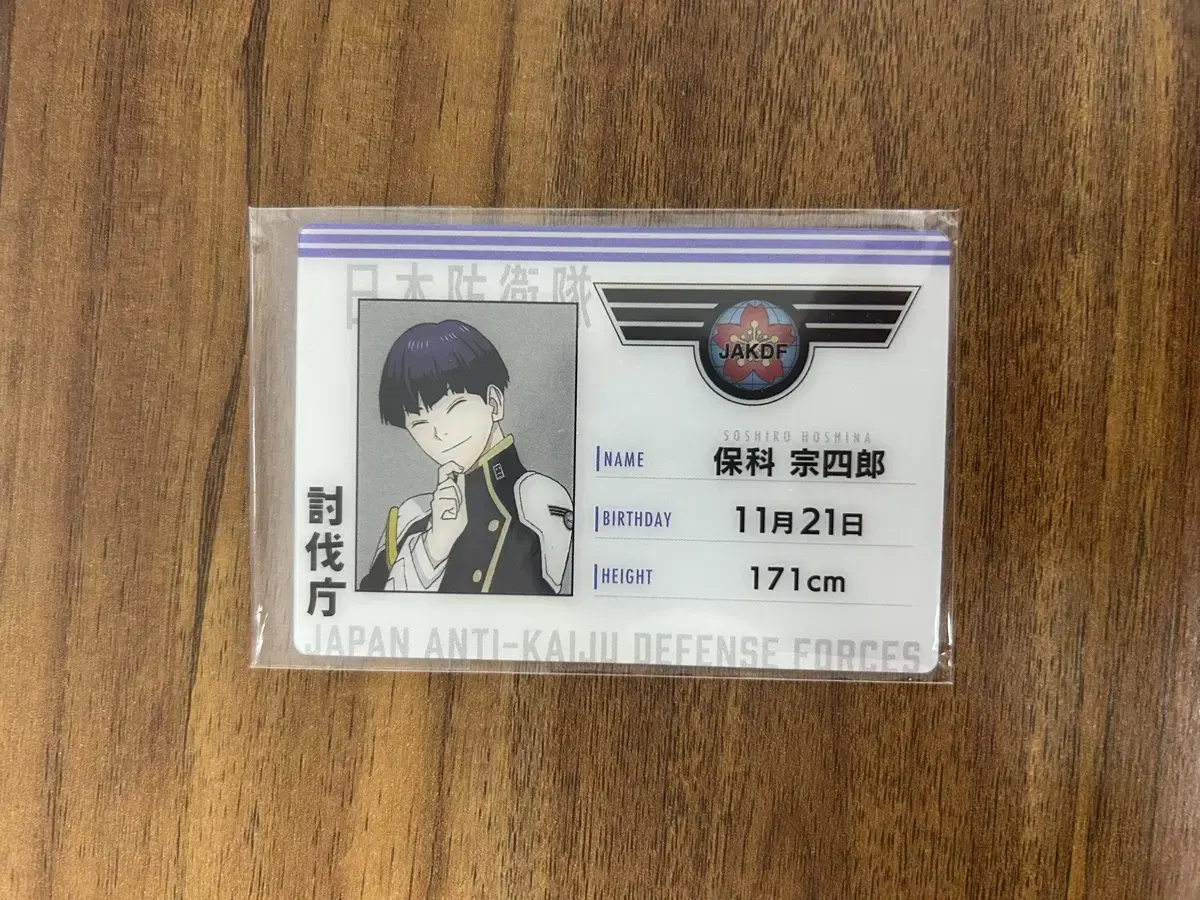 日本防衛隊
JAKDF
SOSHIRO HOSHINA
NAME 保科 宗四郎
BIRTHDAY 11月21日
HEIGHT 171cm
討伐庁
JAPAN ANTI-KAIJU DEFENSE FORCES